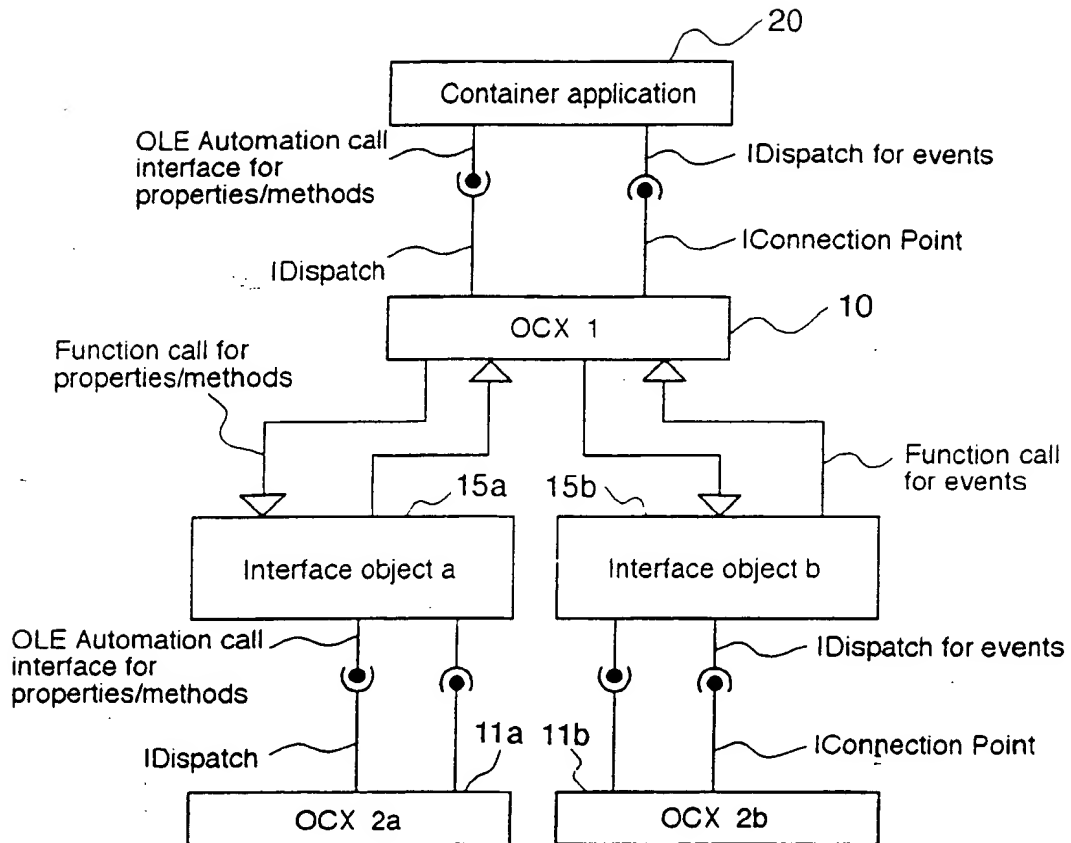 20
Container application
OLE Automation call
interface for
properties/methods
IDispatch for events
IDispatch
IConnection Point
OCX 1
10
Function call for
properties/methods
Function call
for events
15a
15b
Interface object a
Interface object b
OLE Automation call
interface for
properties/methods
IDispatch for events
IDispatch
11a
11b
IConnection Point
OCX 2a
OCX 2b